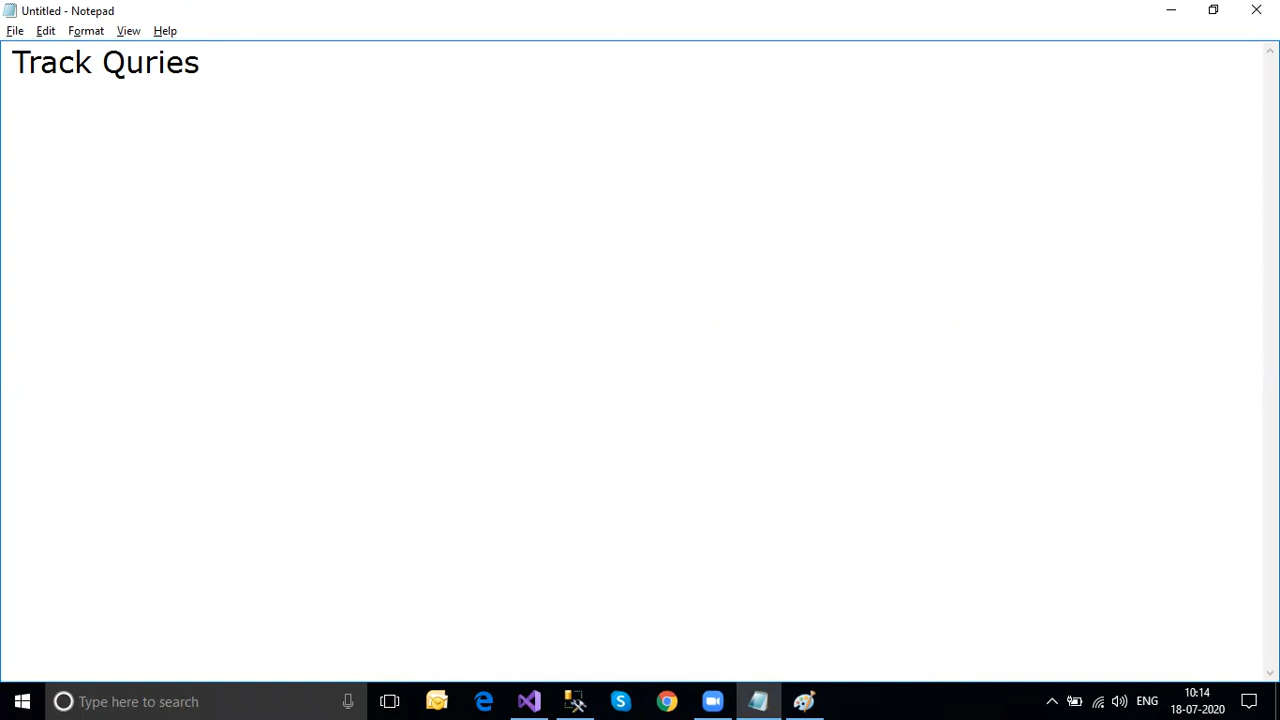 Untitled - Notepad
File Edit Format View Help
Track Quries
Type here to search
ENG
10:14
18-07-2020